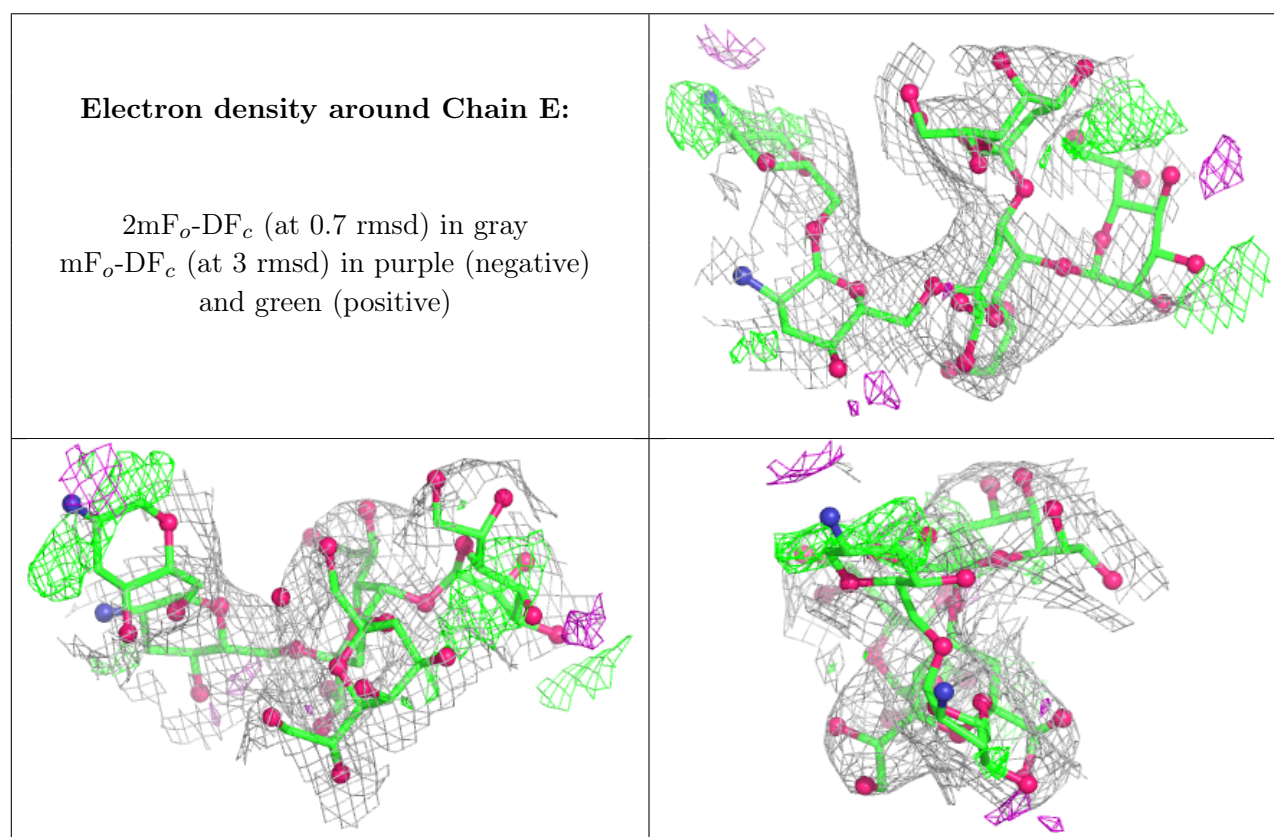 Electron density around Chain E:
2mFₒ-DF𝒸 (at 0.7 rmsd) in gray
mFₒ-DF𝒸 (at 3 rmsd) in purple (negative)
and green (positive)